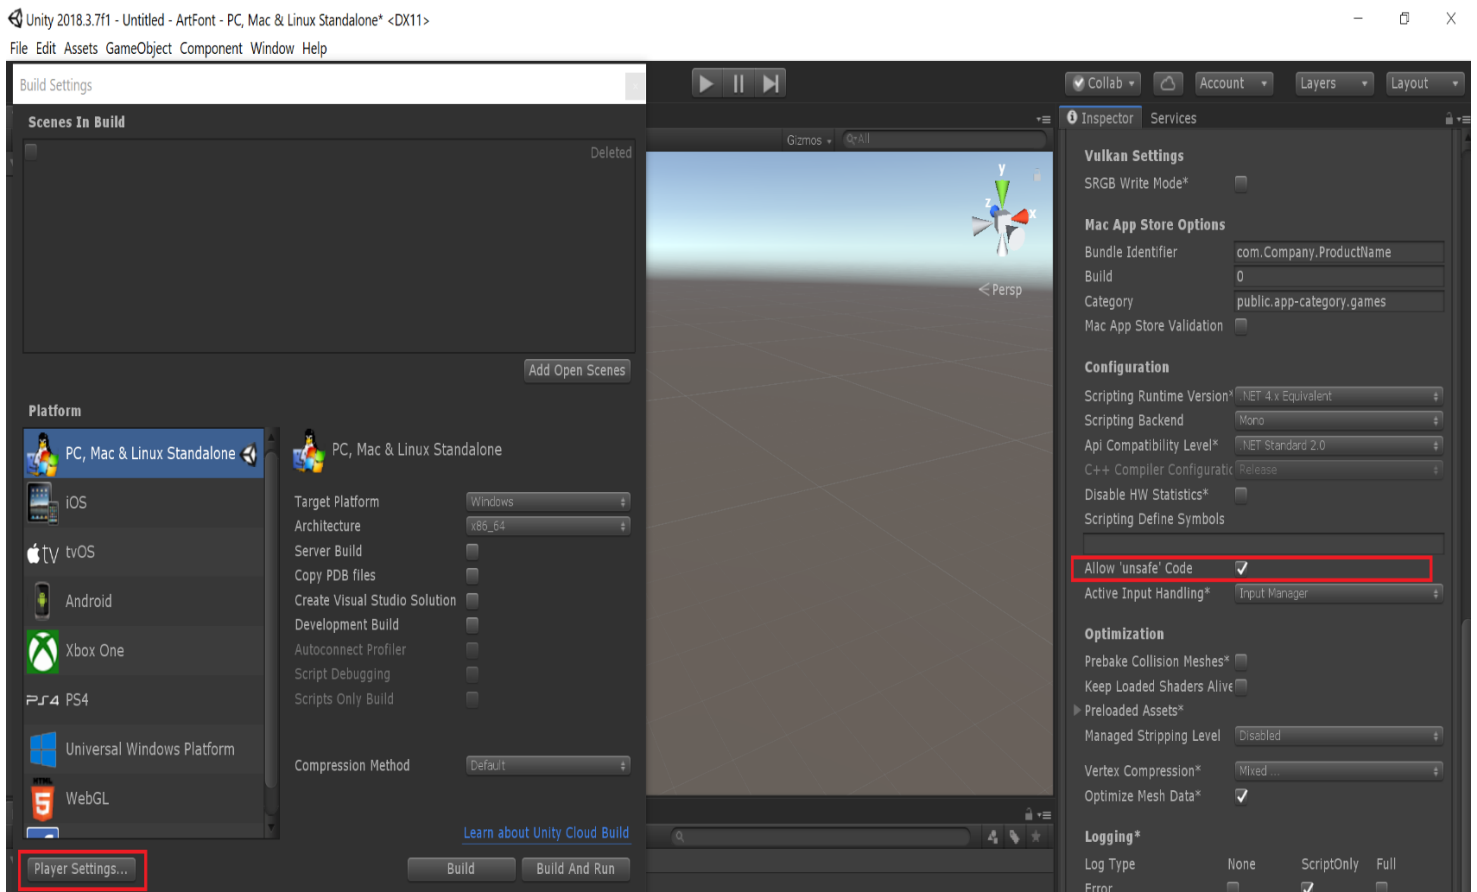 Unity 2018.3.7f1 - Untitled - ArtFont - PC, Mac & Linux Standalone* <DX11>
File Edit Assets GameObject Component Window Help
Build Settings
Scenes In Build
Deleted
Add Open Scenes
Platform
PC, Mac & Linux Standalone
iOS
tv tvOS
Android
Xbox One
PS4 PS4
Universal Windows Platform
HTML
5
WebGL
Player Settings...
PC, Mac & Linux Standalone
Target Platform Windows
Architecture x86_64
Server Build
Copy PDB files
Create Visual Studio Solution
Development Build
Autoconnect Profiler
Script Debugging
Scripts Only Build
Compression Method Default
Learn about Unity Cloud Build
Build Build And Run
Collab Account Layers Layout
Gizmos All
y
z x
Persp
Inspector Services
Vulkan Settings
SRGB Write Mode*
Mac App Store Options
Bundle Identifier com.Company.ProductName
Build 0
Category public.app-category.games
Mac App Store Validation
Configuration
Scripting Runtime Version* .NET 4.x Equivalent
Scripting Backend Mono
Api Compatibility Level* .NET Standard 2.0
C++ Compiler Configuratic Release
Disable HW Statistics*
Scripting Define Symbols
Allow 'unsafe' Code
Active Input Handling* Input Manager
Optimization
Prebake Collision Meshes*
Keep Loaded Shaders Alive
Preloaded Assets*
Managed Stripping Level Disabled
Vertex Compression* Mixed ...
Optimize Mesh Data*
Logging*
Log Type None ScriptOnly Full
Error